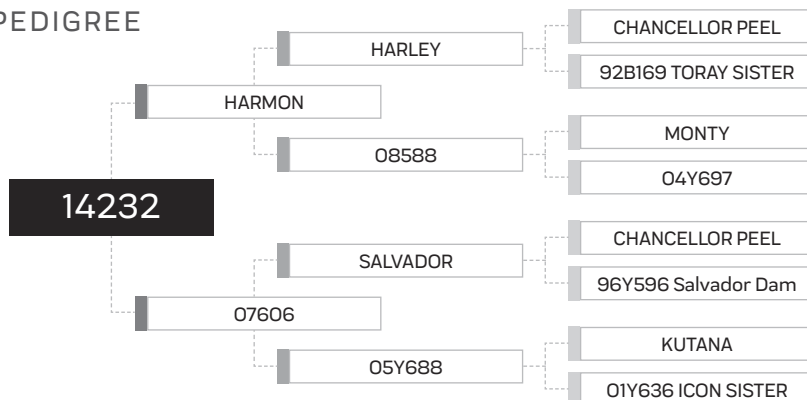 PEDIGREE
CHANCELLOR PEEL
HARLEY
92B169 TORAY SISTER
HARMON
MONTY
08588
04Y697
14232
CHANCELLOR PEEL
SALVADOR
96Y596 Salvador Dam
07606
KUTANA
05Y688
01Y636 ICON SISTER